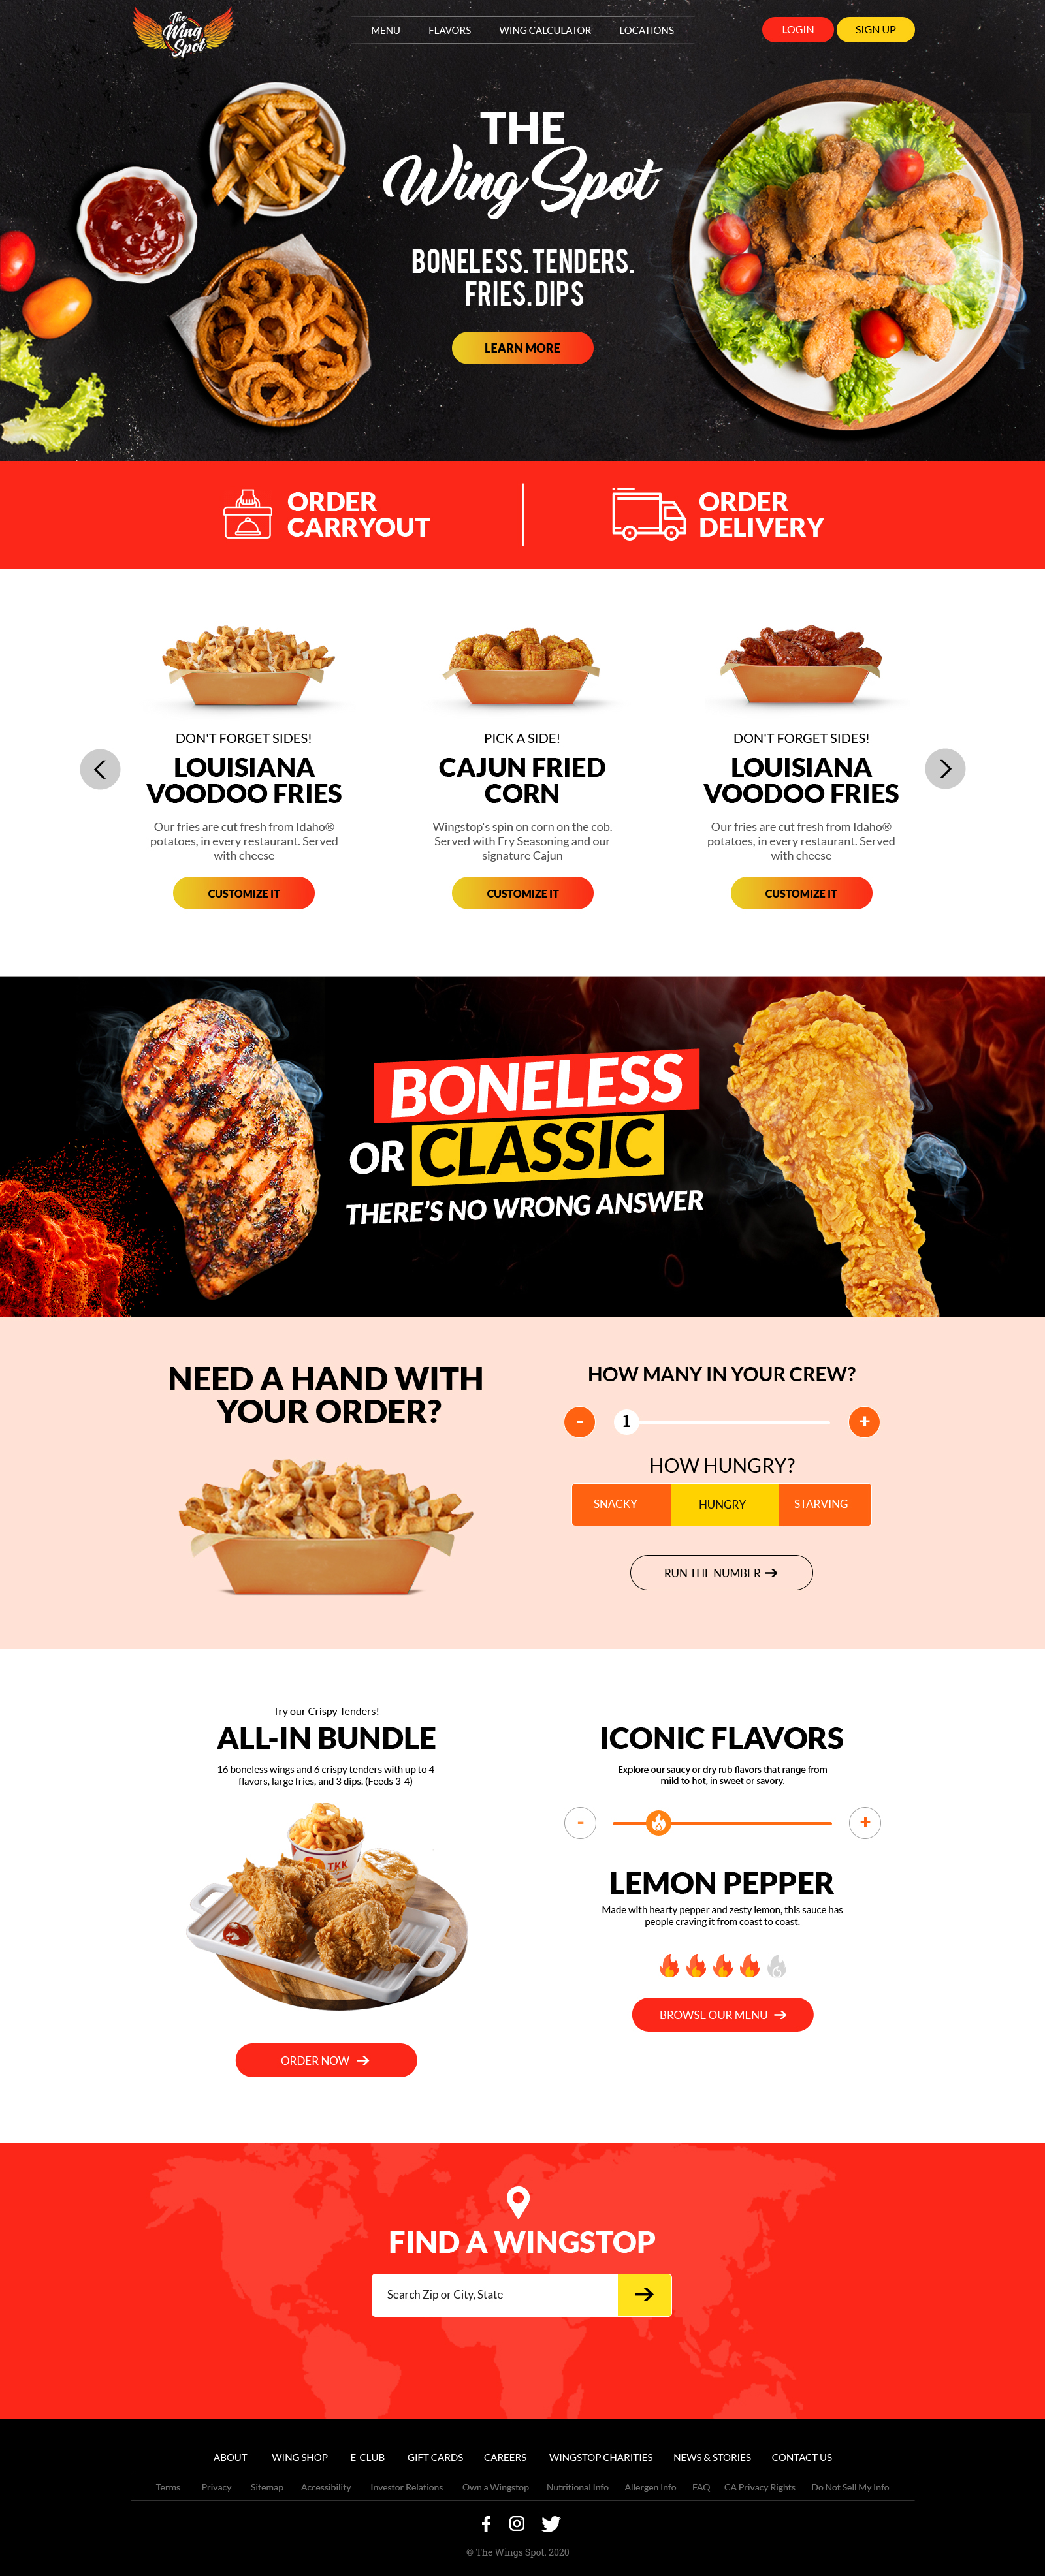 The
Wing
Spot
MENU FLAVORS WING CALCULATOR LOCATIONS
LOGIN SIGN UP
THE
Wing Spot
BONELESS. TENDERS.
FRIES. DIPS
LEARN MORE
ORDER
CARRYOUT
ORDER
DELIVERY
DON'T FORGET SIDES!
LOUISIANA
VOODOO FRIES
Our fries are cut fresh from Idaho®
potatoes, in every restaurant. Served
with cheese
CUSTOMIZE IT
PICK A SIDE!
CAJUN FRIED
CORN
Wingstop's spin on corn on the cob.
Served with Fry Seasoning and our
signature Cajun
CUSTOMIZE IT
DON'T FORGET SIDES!
LOUISIANA
VOODOO FRIES
Our fries are cut fresh from Idaho®
potatoes, in every restaurant. Served
with cheese
CUSTOMIZE IT
BONELESS
OR CLASSIC
THERE'S NO WRONG ANSWER
NEED A HAND WITH
YOUR ORDER?
HOW MANY IN YOUR CREW?
- 1 +
HOW HUNGRY?
SNACKY HUNGRY STARVING
RUN THE NUMBER
Try our Crispy Tenders!
ALL-IN BUNDLE
16 boneless wings and 6 crispy tenders with up to 4
flavors, large fries, and 3 dips. (Feeds 3-4)
TKK
ORDER NOW
ICONIC FLAVORS
Explore our saucy or dry rub flavors that range from
mild to hot, in sweet or savory.
- +
LEMON PEPPER
Made with hearty pepper and zesty lemon, this sauce has
people craving it from coast to coast.
BROWSE OUR MENU
FIND A WINGSTOP
Search Zip or City, State
ABOUT WING SHOP E-CLUB GIFT CARDS CAREERS WINGSTOP CHARITIES NEWS & STORIES CONTACT US
Terms Privacy Sitemap Accessibility Investor Relations Own a Wingstop Nutritional Info Allergen Info FAQ CA Privacy Rights Do Not Sell My Info
© The Wings Spot. 2020